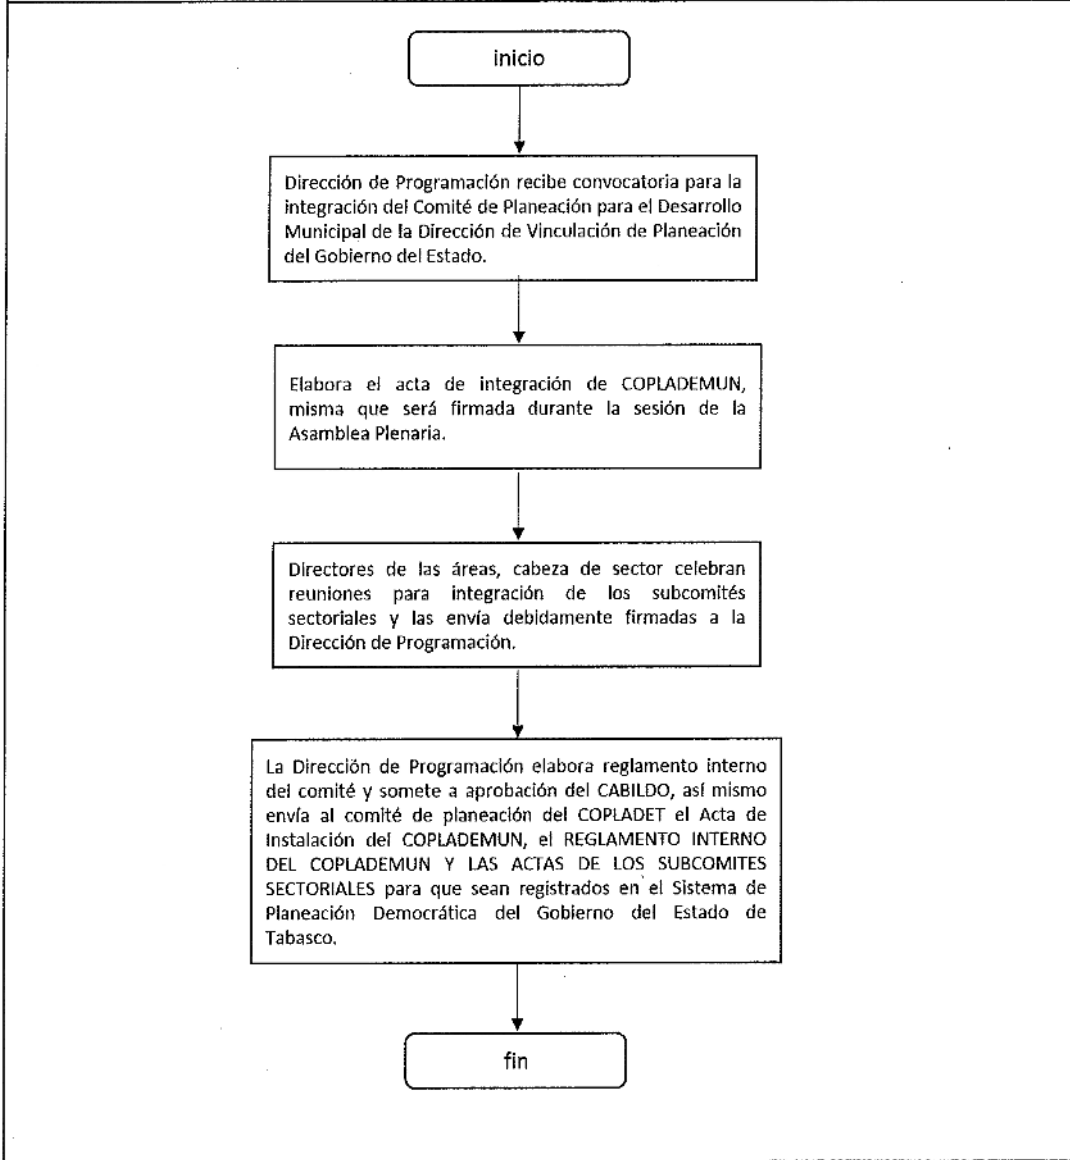 inicio
Dirección de Programación recibe convocatoria para la
integración del Comité de Planeación para el Desarrollo
Municipal de la Dirección de Vinculación de Planeación
del Gobierno del Estado.
Elabora el acta de integración de COPLADEMUN,
misma que será firmada durante la sesión de la
Asamblea Plenaria.
Directores de las áreas, cabeza de sector celebran
reuniones para integración de los subcomités
sectoriales y las envía debidamente firmadas a la
Dirección de Programación.
La Dirección de Programación elabora reglamento interno
del comité y somete a aprobación del CABILDO, así mismo
envía al comité de planeación del COPLADET el Acta de
Instalación del COPLADEMUN, el REGLAMENTO INTERNO
DEL COPLADEMUN Y LAS ACTAS DE LOS SUBCOMITES
SECTORIALES para que sean registrados en el Sistema de
Planeación Democrática del Gobierno del Estado de
Tabasco.
fin